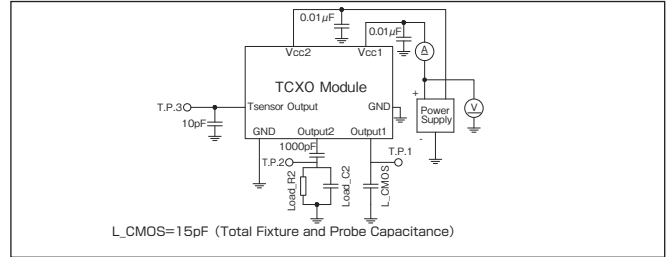 0.01μF
0.01μF
Vcc2
Vcc1
A
TCXO Module
T.P.3
Tsensor Output
GND
+
Power
Supply
-
V
10pF
GND
Output2
Output1
1000pF
T.P.2
T.P.1
Load_R2
Load_C2
L_CMOS
L_CMOS=15pF (Total Fixture and Probe Capacitance)